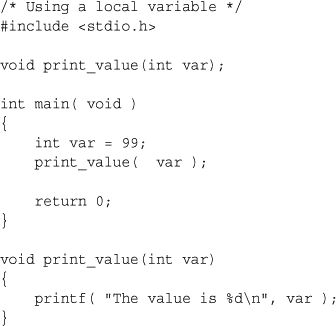 /* Using a local variable */
#include <stdio.h>

void print_value(int var);

int main( void )
{
    int var = 99;
    print_value(  var );

    return 0;
}

void print_value(int var)
{
    printf( "The value is %d\n", var );
}